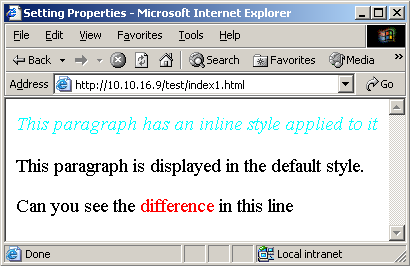 Setting Properties - Microsoft Internet Explorer
File Edit View Favorites Tools Help
Back Search Favorites Media »
Address http://10.10.16.9/test/index1.html Go
This paragraph has an inline style applied to it
This paragraph is displayed in the default style.
Can you see the difference in this line
Done Local intranet